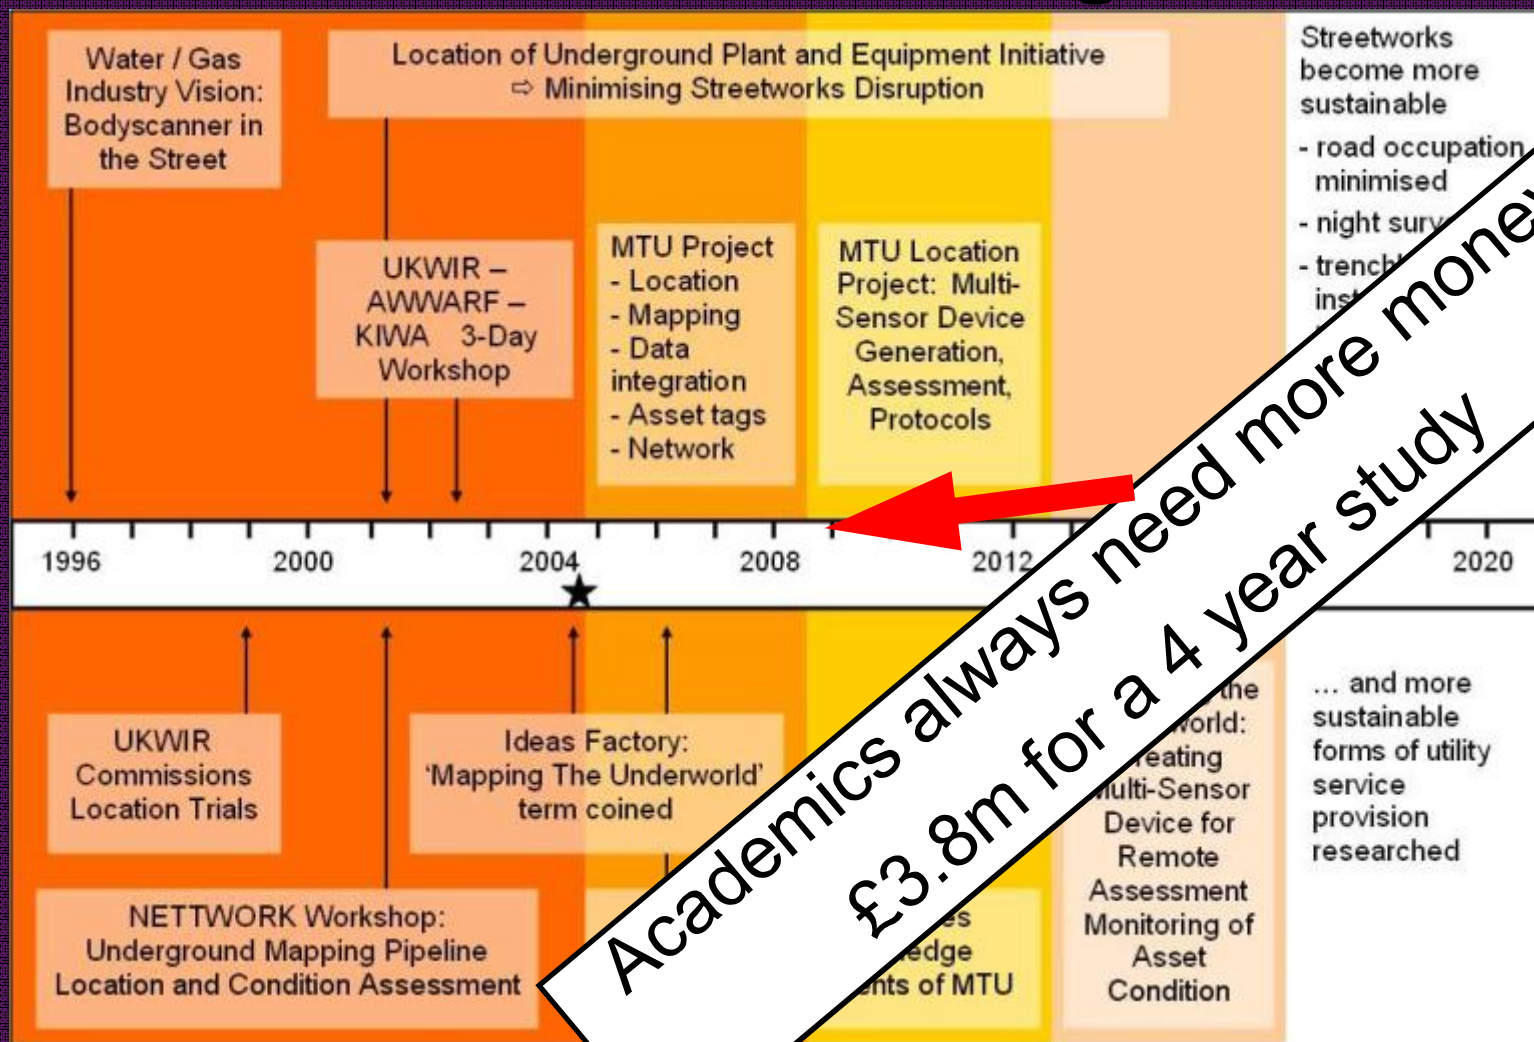 Water / Gas
Industry Vision:
Bodyscanner in
the Street
Location of Underground Plant and Equipment Initiative
⇨ Minimising Streetworks Disruption
Streetworks
become more
sustainable
- road occupation
minimised
- night
- 
UKWIR –
AWWARF –
KIWA 3-Day
Workshop
MTU Project
- Location
- Mapping
- Data
integration
- Asset tags
- Network
MTU Location
Project: Multi-
Sensor Device
Generation,
Assessment,
Protocols
1996
2000
2004
2008
2012
2020
Academics always need more money
£3.8m for a 4 year study
UKWIR
Commissions
Location Trials
Ideas Factory:
‘Mapping The Underworld’
term coined
NETTWORK Workshop:
Underground Mapping Pipeline
Location and Condition Assessment
of MTU
the
Device for
Remote
Assessment
Monitoring of
Asset
Condition
… and more
sustainable
forms of utility
service
provision
researched